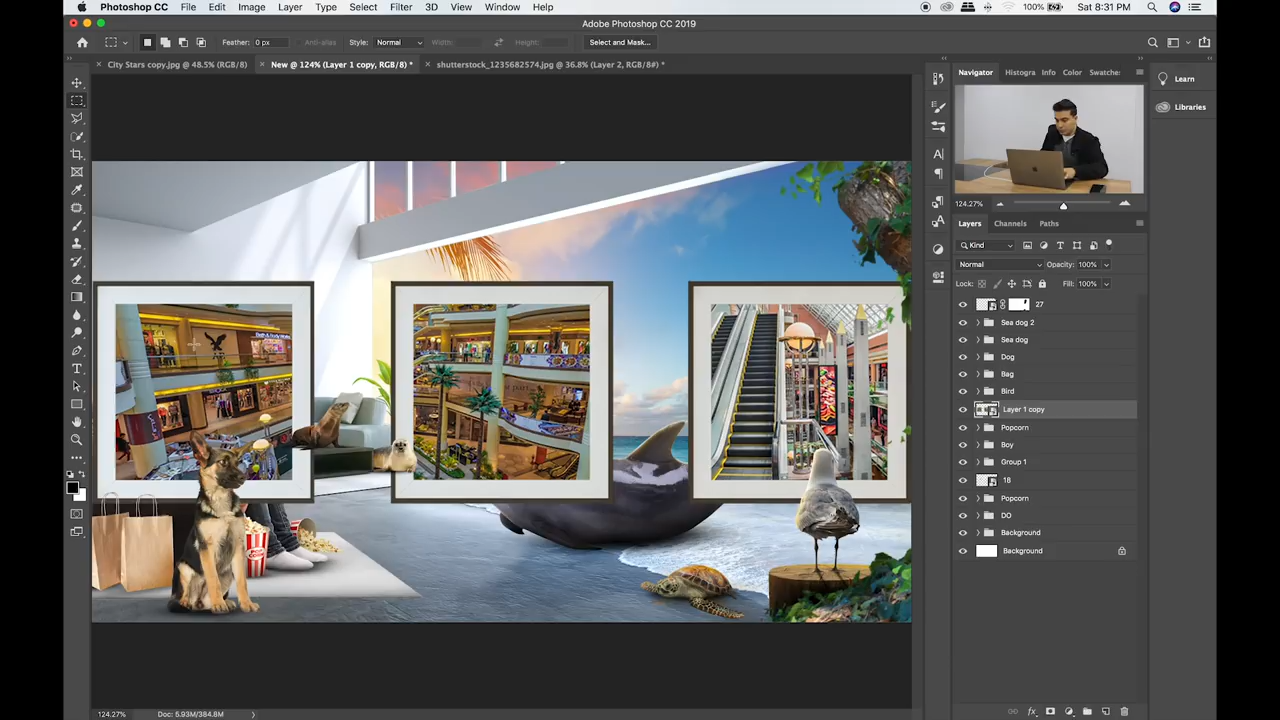 Photoshop CC File Edit Image Layer Type Select Filter 3D View Window Help 100% Sat 8:31 PM
Adobe Photoshop CC 2019
Feather: 0 px Anti-alias Style: Normal Width: Height: Select and Mask...
City Stars copy.jpg @ 48.5% (RGB/8) New @ 124% (Layer 1 copy, RGB/8) * shutterstock_1235682574.jpg @ 36.8% (Layer 2, RGB/8#) *
Navigator Histogra Info Color Swatche
Learn
Libraries
124.27%
Layers Channels Paths
Kind
Normal Opacity: 100%
Lock: Fill: 100%
27
Sea dog 2
Sea dog
Dog
Bag
Bird
Layer 1 copy
Popcorn
Boy
Group 1
18
Popcorn
DO
Background
Background
124.27% Doc: 5.93M/384.8M